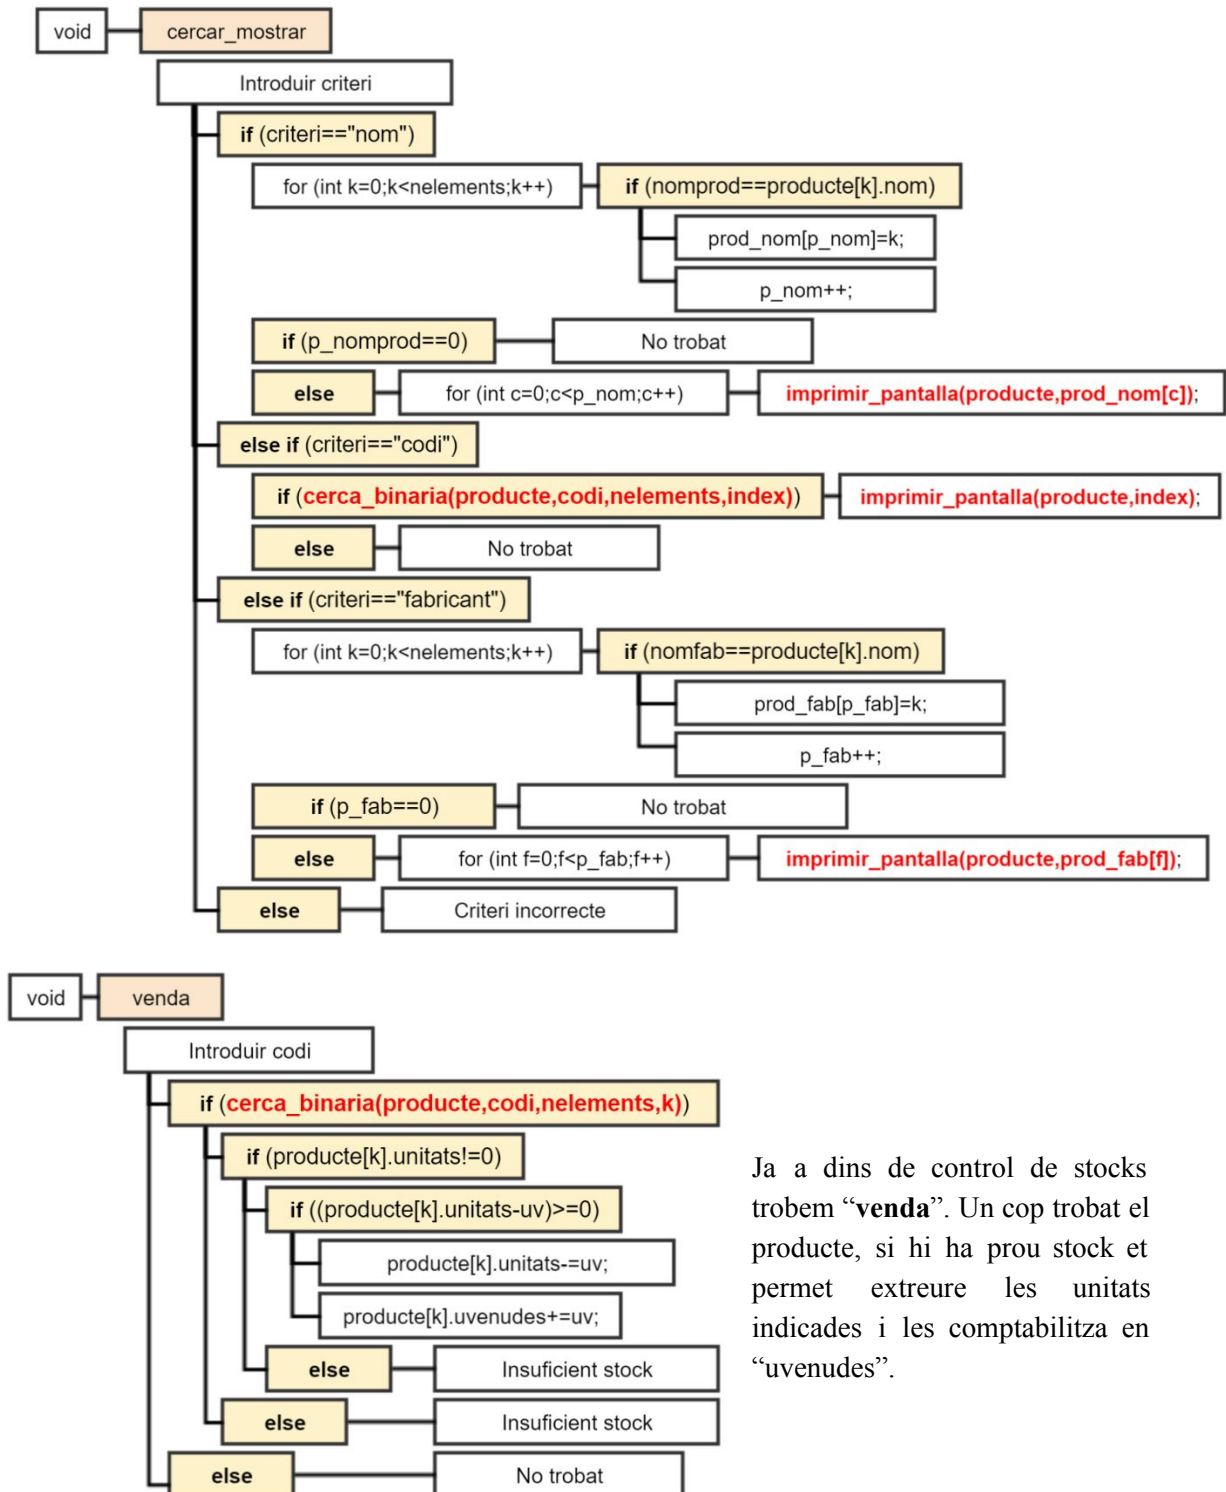 void cercar_mostrar
Introduir criteri
if (criteri=="nom")
for (int k=0;k<nelements;k++) if (nomprod==producte[k].nom)
prod_nom[p_nom]=k;
p_nom++;
if (p_nomprod==0) No trobat
else for (int c=0;c<p_nom;c++) imprimir_pantalla(producte,prod_nom[c]);
else if (criteri=="codi")
if (cerca_binaria(producte,codi,nelements,index)) imprimir_pantalla(producte,index);
else No trobat
else if (criteri=="fabricant")
for (int k=0;k<nelements;k++) if (nomfab==producte[k].nom)
prod_fab[p_fab]=k;
p_fab++;
if (p_fab==0) No trobat
else for (int f=0;f<p_fab;f++) imprimir_pantalla(producte,prod_fab[f]);
else Criteri incorrecte
void venda
Introduir codi
if (cerca_binaria(producte,codi,nelements,k))
if (producte[k].unitats!=0)
if ((producte[k].unitats-uv)>=0)
producte[k].unitats-=uv;
producte[k].uvenudes+=uv;
else Insuficient stock
else Insuficient stock
else No trobat
Ja a dins de control de stocks
trobem “venda”. Un cop trobat el
producte, si hi ha prou stock et
permet extreure les unitats
indicades i les comptabilitza en
“uvenudes”.